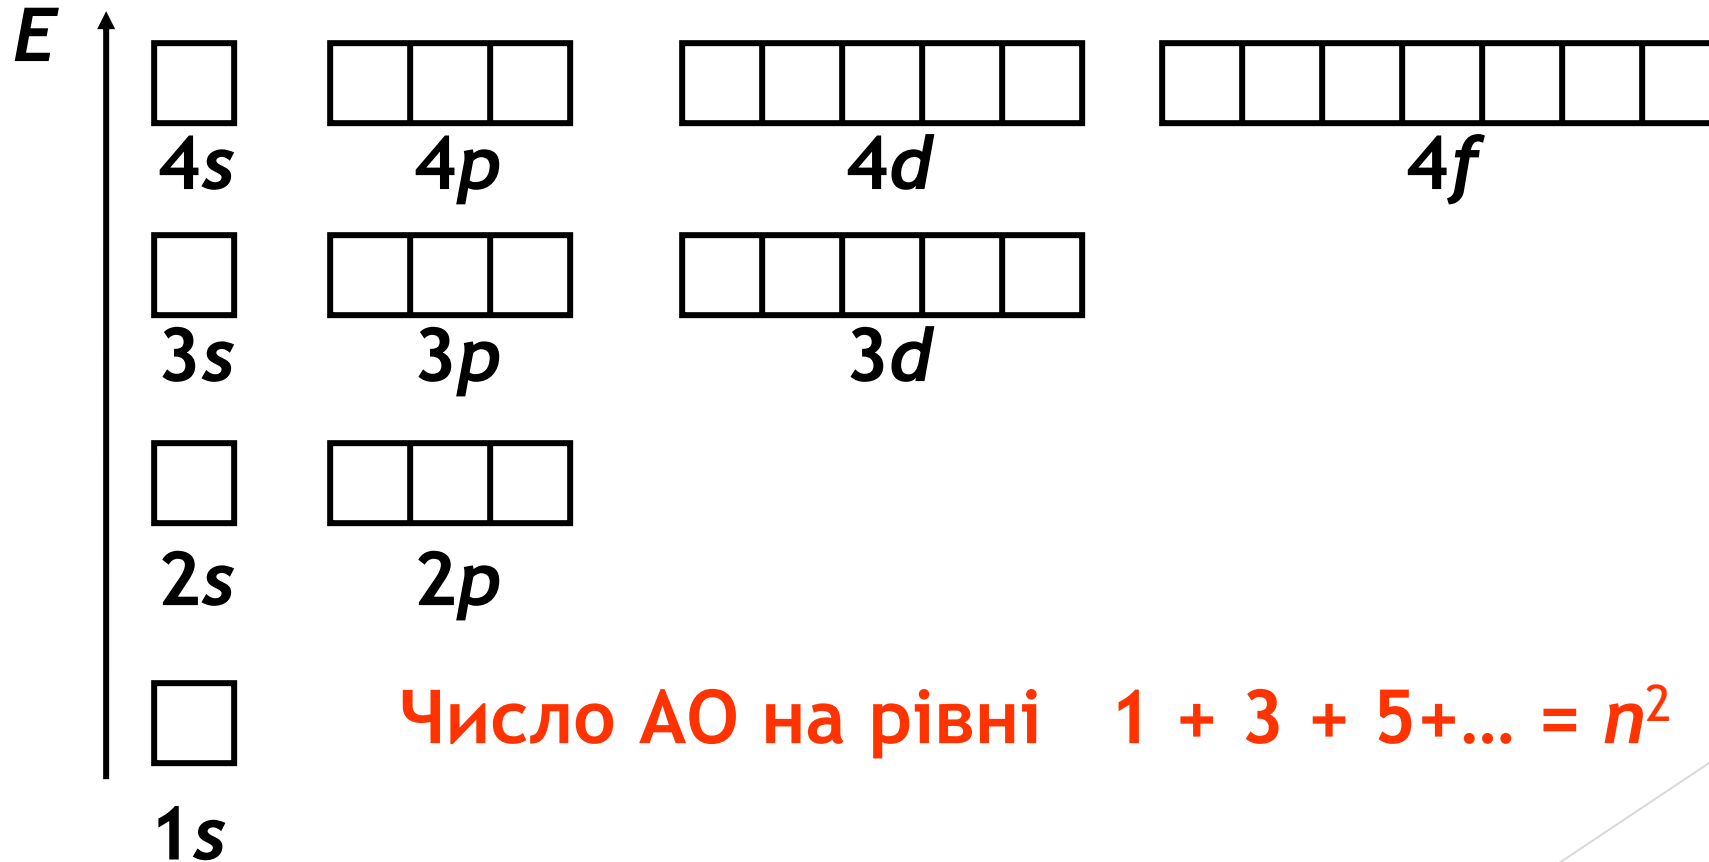 E
4s 4p 4d 4f
3s 3p 3d
2s 2p
Число АО на рівні 1 + 3 + 5+... = n²
1s